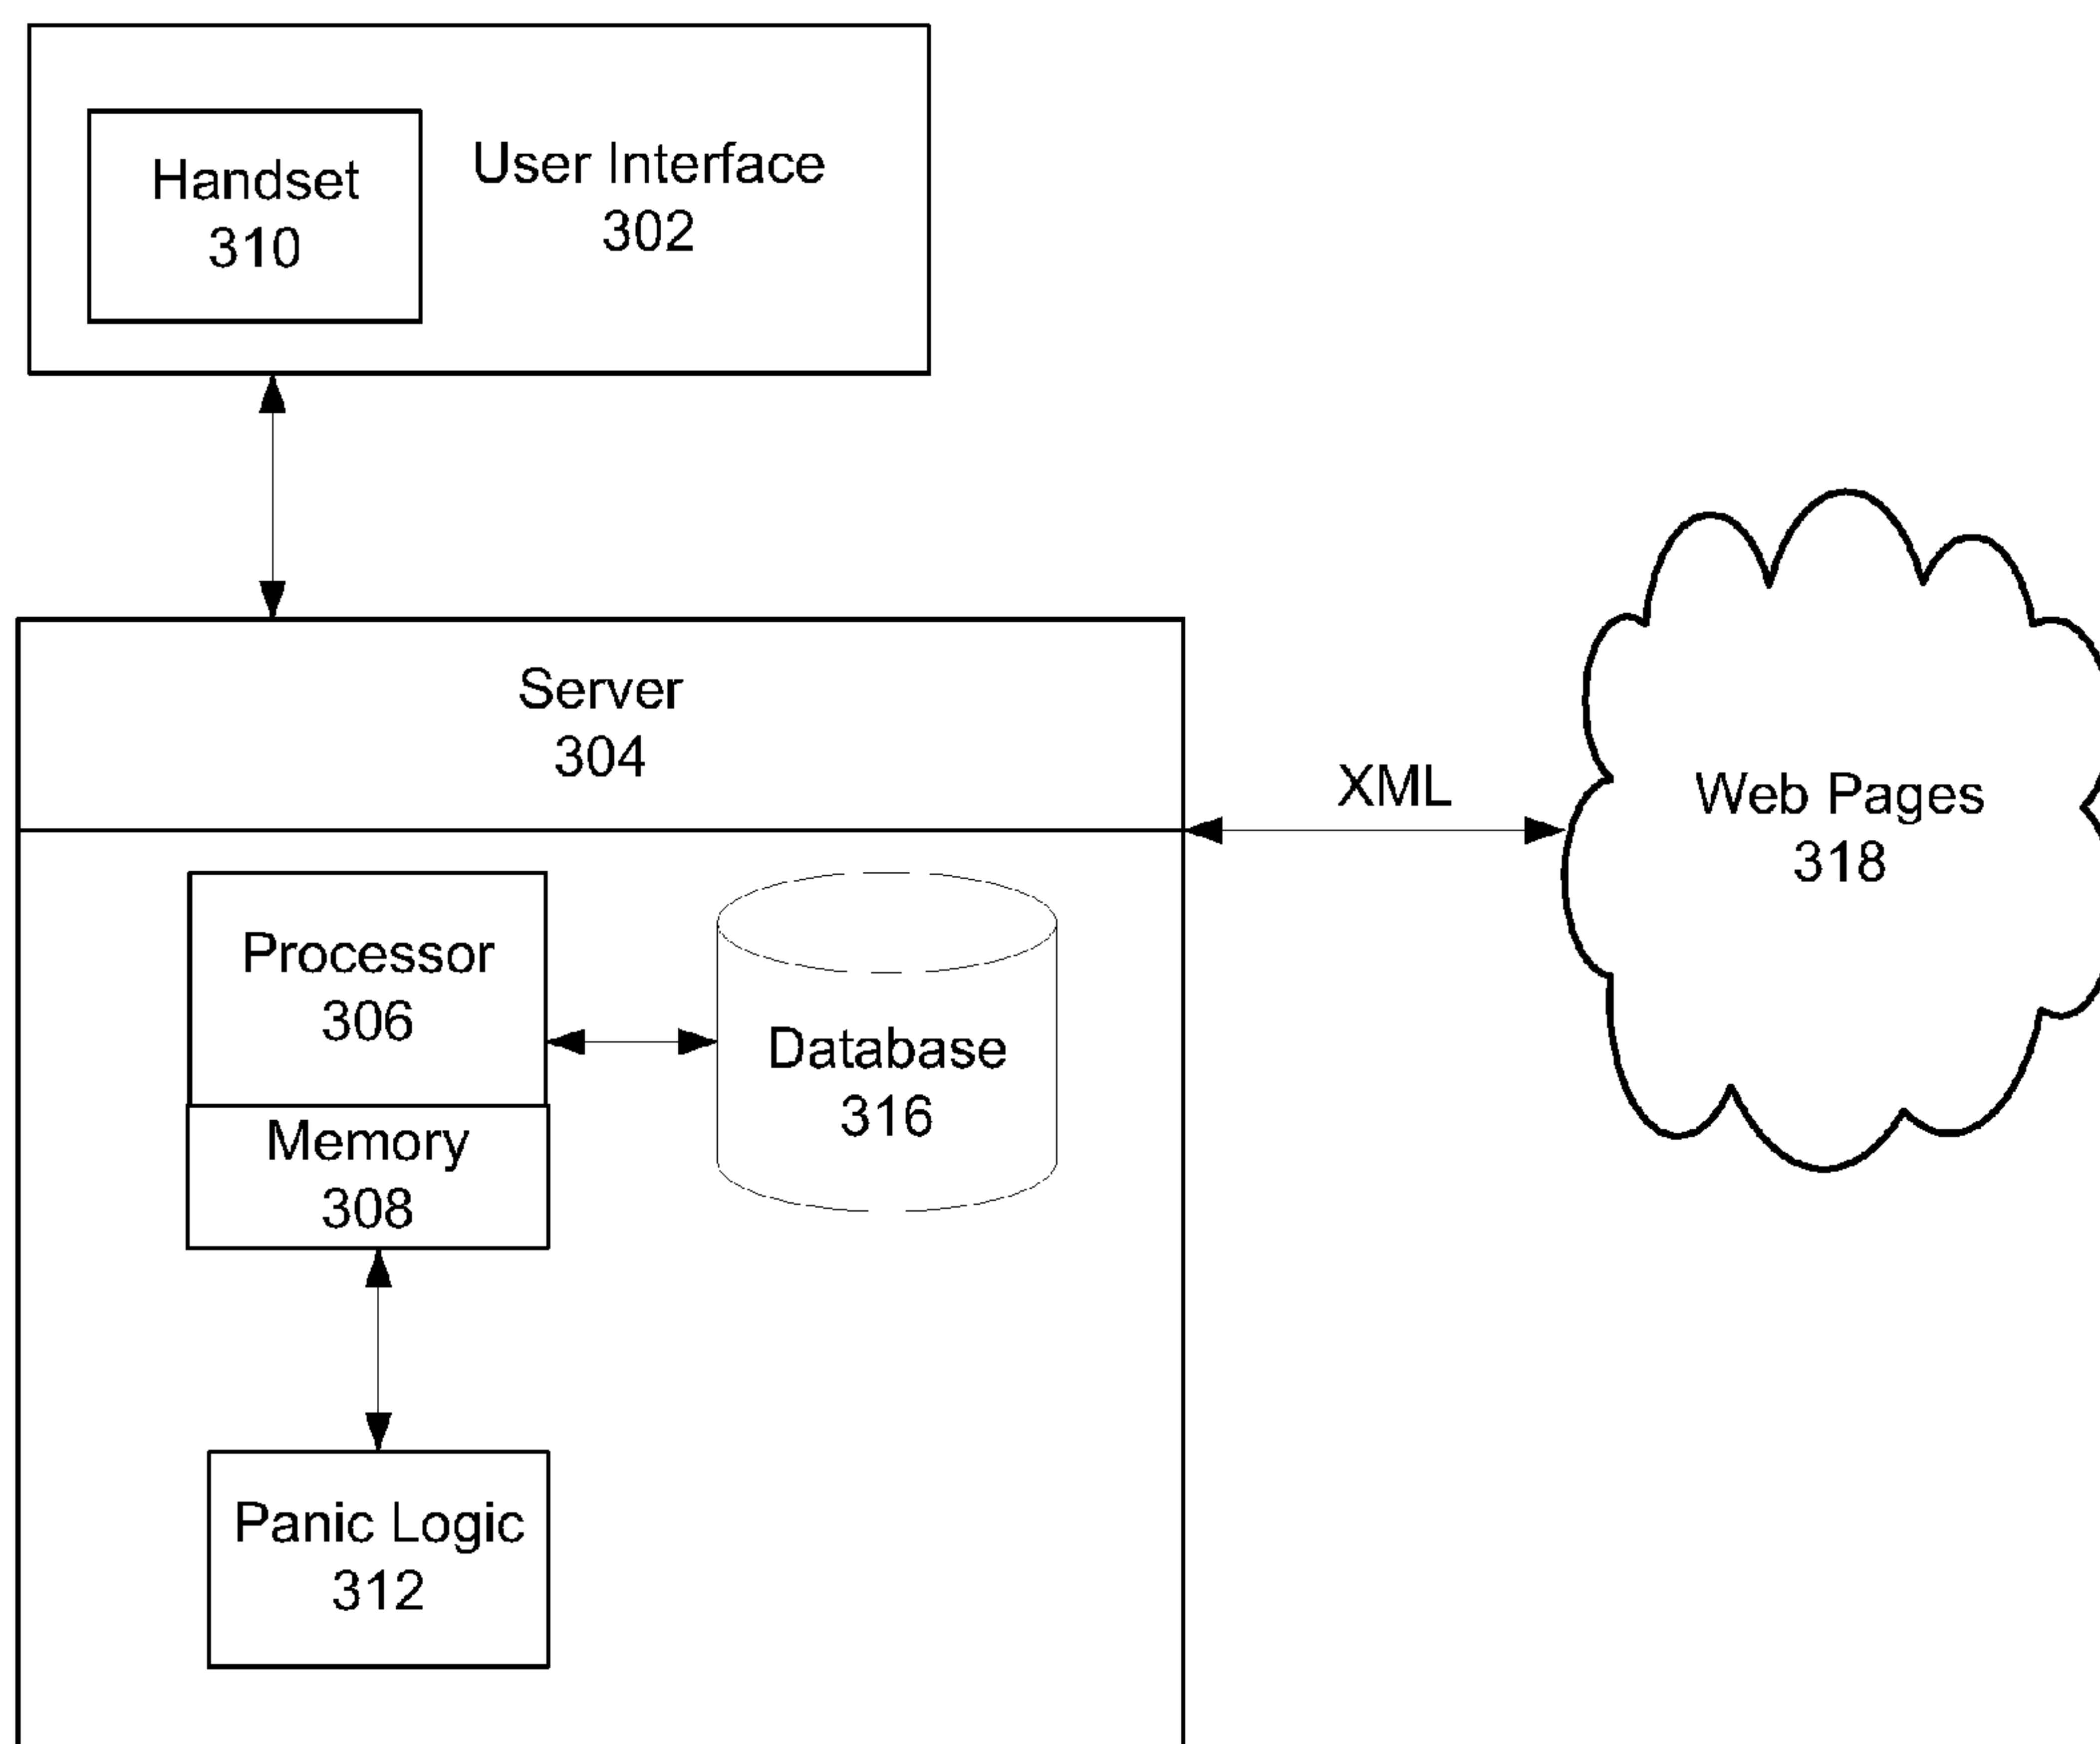 Handset
310
User Interface
302
Server
304
XML
Web Pages
318
Processor
306
Memory
308
Database
316
Panic Logic
312